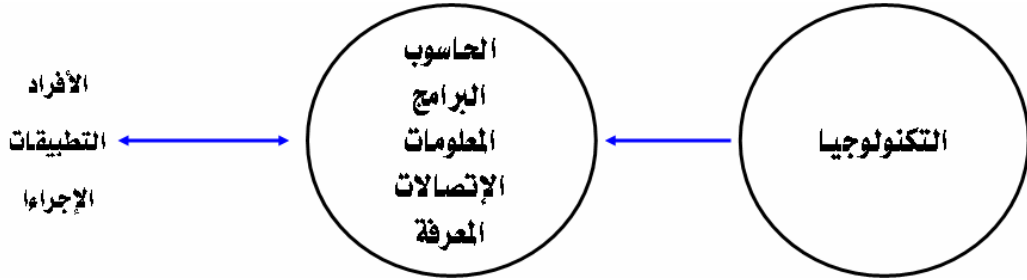 التكنولوجيا
الحاسوب
البرامج
المعلومات
الإتصالات
المعرفة
الأفراد
التطبيقات
الإجراءا